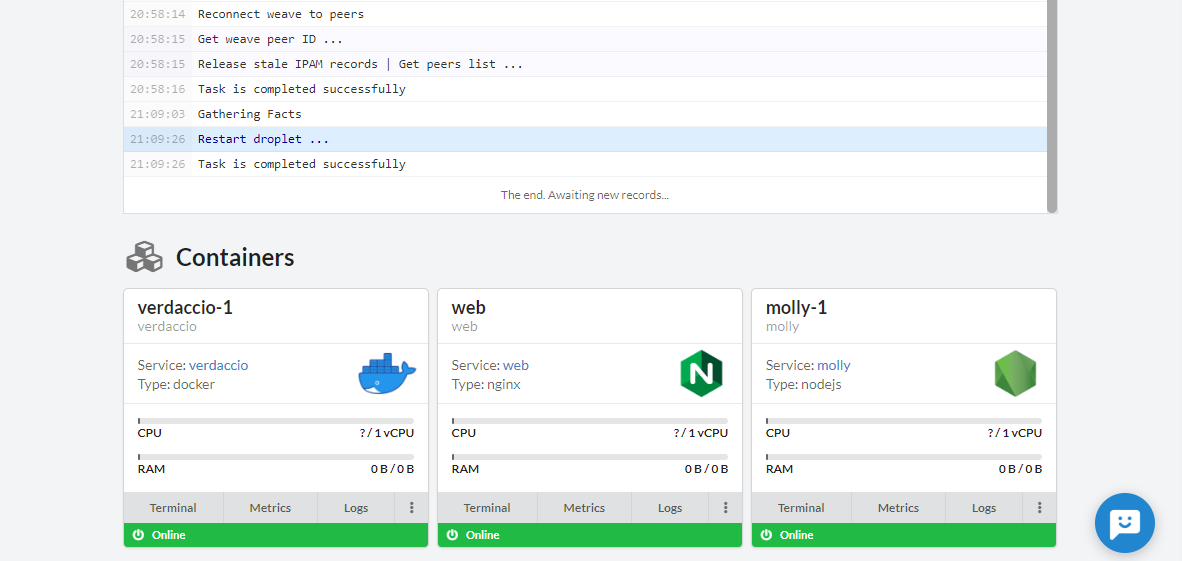 20:58:14 Reconnect weave to peers
20:58:15 Get weave peer ID ...
20:58:15 Release stale IPAM records | Get peers list ...
20:58:16 Task is completed successfully
21:09:03 Gathering Facts
21:09:26 Restart droplet ...
21:09:26 Task is completed successfully
The end. Awaiting new records...
Containers
verdaccio-1
verdaccio
Service: verdaccio
Type: docker
CPU ? / 1 vCPU
RAM 0 B / 0 B
Terminal Metrics Logs
Online
web
web
Service: web
Type: nginx
N
CPU ? / 1 vCPU
RAM 0 B / 0 B
Terminal Metrics Logs
Online
molly-1
molly
Service: molly
Type: nodejs
CPU ? / 1 vCPU
RAM 0 B / 0 B
Terminal Metrics Logs
Online